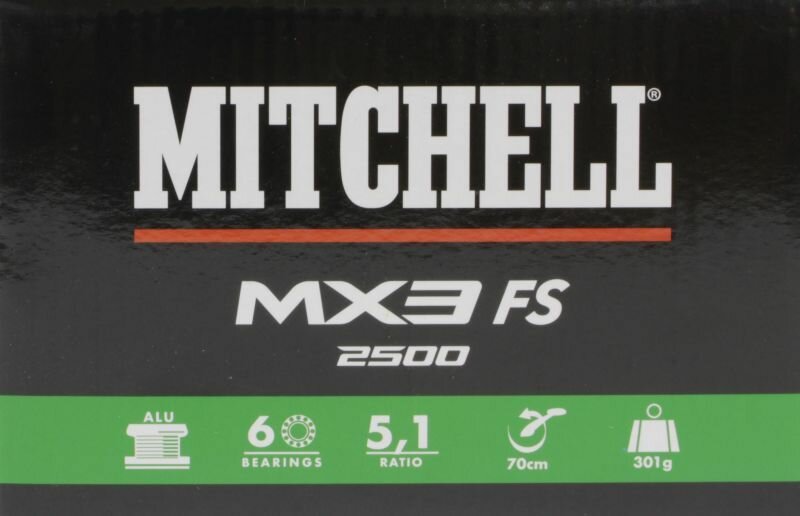 MITCHELL®
MX3 FS
2500
ALU
6 BEARINGS
5,1 RATIO
70cm
301g